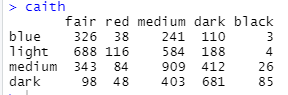 > caith
fair red medium dark black
blue 326 38 241 110 3
light 688 116 584 188 4
medium 343 84 909 412 26
dark 98 48 403 681 85